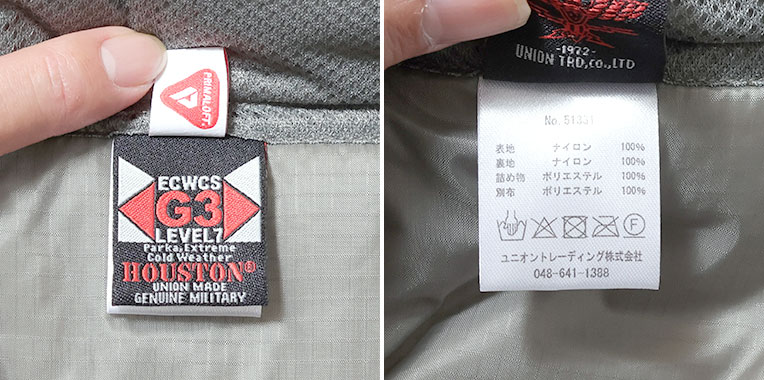 PRIMALOFT.
ECWCS
G3
LEVEL7
Parka, Extreme
Cold Weather
HOUSTON®
UNION MADE
GENUINE MILITARY
-1972-
UNION TRD,co.,LTD
No. 51331
表地 ナイロン 100%
裏地 ナイロン 100%
詰め物 ポリエステル 100%
別布 ポリエステル 100%
F
ユニオントレーディング株式会社
048-641-1388